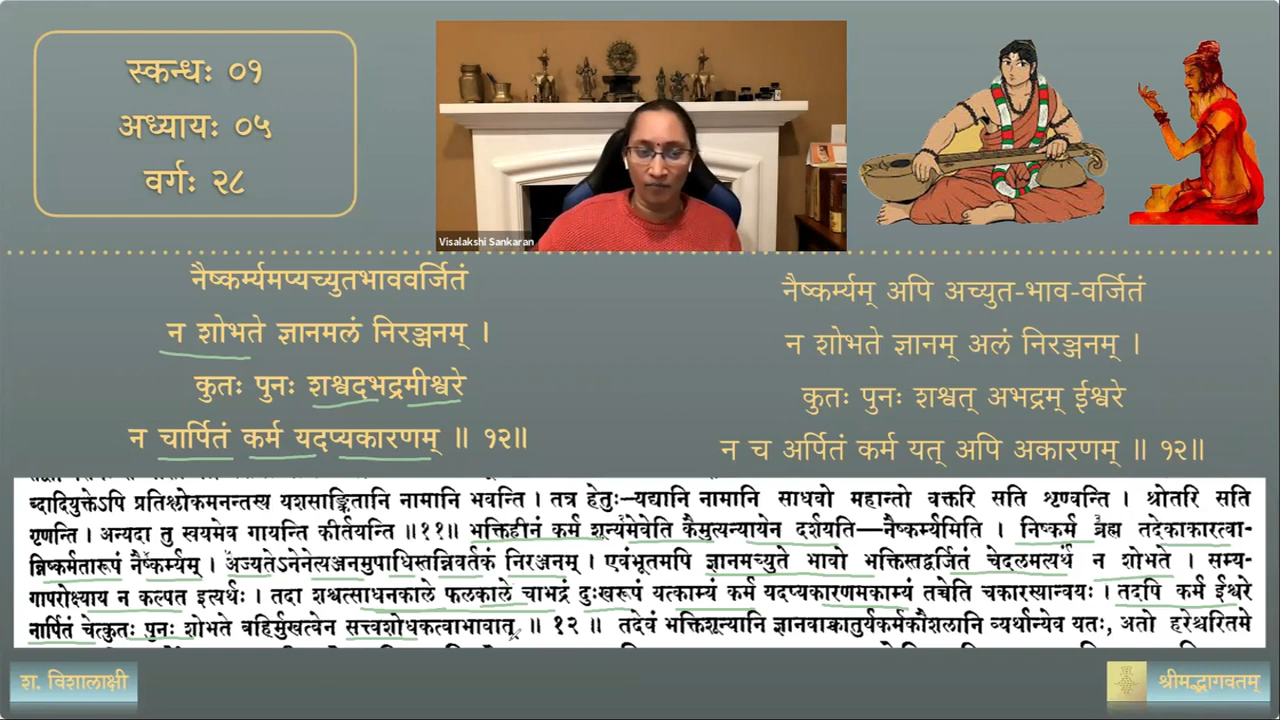 स्कन्धः ०१
अध्यायः ०५
वर्गः २८
Visalakshi Sankaran
नैष्कर्म्यमप्यच्युतभाववर्जितं
न शोभते ज्ञानमलं निरञ्जनम् ।
कुतः पुनः शश्वदभद्रमीश्वरे
न चार्पितं कर्म यदप्यकारणम् ॥ १२॥
नैष्कर्म्यम् अपि अच्युत-भाव-वर्जितं
न शोभते ज्ञानम् अलं निरञ्जनम् ।
कुतः पुनः शश्वत् अभद्रम् ईश्वरे
न च अर्पितं कर्म यत् अपि अकारणम् ॥ १२॥
ब्दादियुक्तेऽपि प्रतिश्लोकमनन्तस्य यशसाङ्कितानि नामानि भवन्ति । तत्र हेतुः—यद्यानि नामानि साधवो महान्तो वक्तरि सति शृण्वन्ति । श्रोतरि सति
गृणन्ति । अन्यदा तु स्वयमेव गायन्ति कीर्तयन्ति ॥११॥ भक्तिहीनं कर्म शून्यमेवेति कैमुत्यन्यायेन दर्शयति—नैष्कर्म्यमिति । निष्कर्म ब्रह्म तदेकाकारत्वा-
न्निष्कर्मतारूपं नैष्कर्म्यम् । अज्यतेऽनेनेत्यञ्जनमुपाधिस्तन्निवर्तकं निरञ्जनम् । एवंभूतमपि ज्ञानमच्युते भावो भक्तिस्तद्वर्जितं चेदलमत्यर्थं न शोभते । सम्य-
गापरोक्ष्याय न कल्पत इत्यर्थः । तदा शश्वत्साधनकाले फलकाले चाभद्रं दुःखरूपं यत्काम्यं कर्म यदप्यकारणमकाम्यं तच्चेति चकारस्यान्वयः । तदपि कर्म ईश्वरे
नार्पितं चेत्कुतः पुनः शोभते बहिर्मुखत्वेन सत्त्वशोधकत्वाभावात् ॥ १२ ॥ तदेवं भक्तिशून्यानि ज्ञानवाक्चातुर्यकर्मकौशलानि व्यर्थान्येव यतः, अतो हरेश्चरितमे
श. विशालाक्षी
श्रीमद्भागवतम्